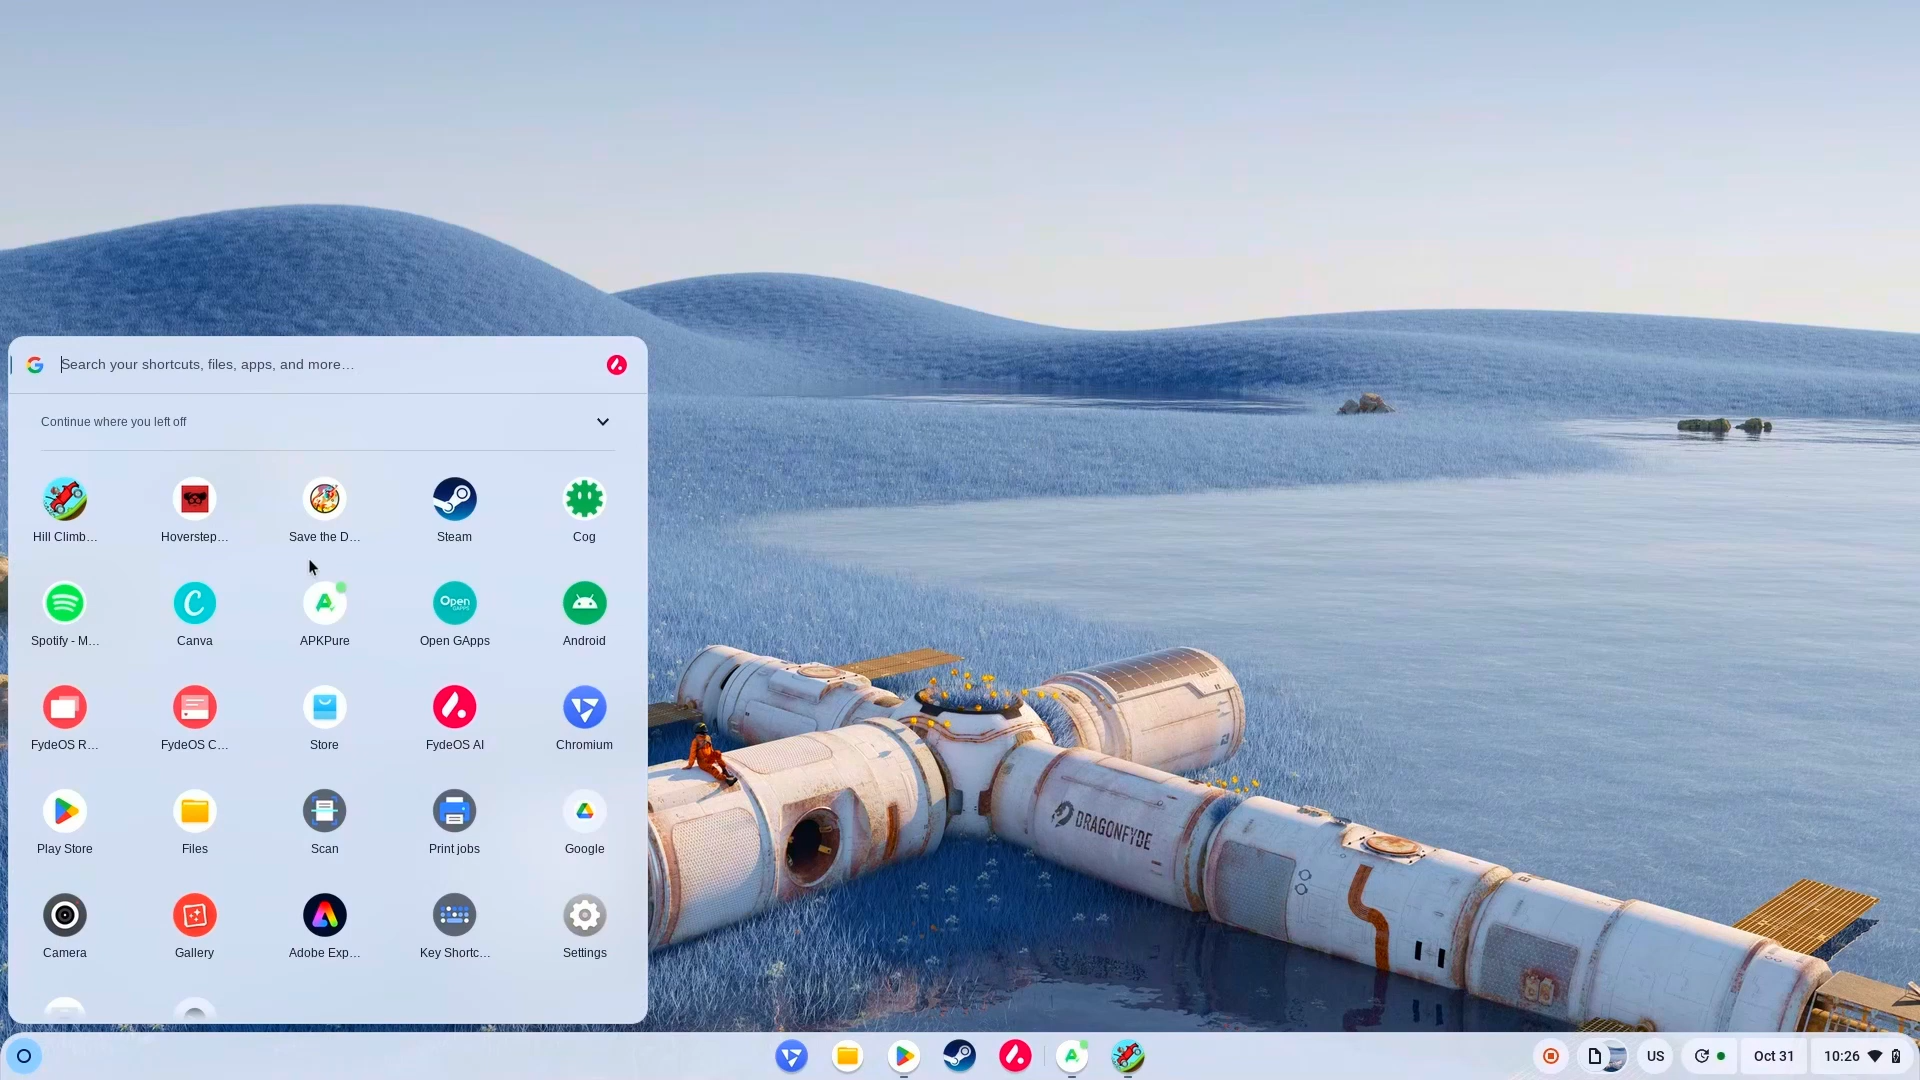 Search your shortcuts, files, apps, and more…
Continue where you left off
Hill Climb…
Hoverstep…
Save the D…
Steam
Cog
Spotify - M…
Canva
Open
GAPPS
APKPure
Open GApps
Android
FydeOS R…
FydeOS C…
Store
FydeOS AI
Chromium
Play Store
Files
Scan
Print jobs
Google
Camera
Gallery
Adobe Exp…
Key Shortc…
Settings
DRAGONFYDE
US
Oct 31
10:26